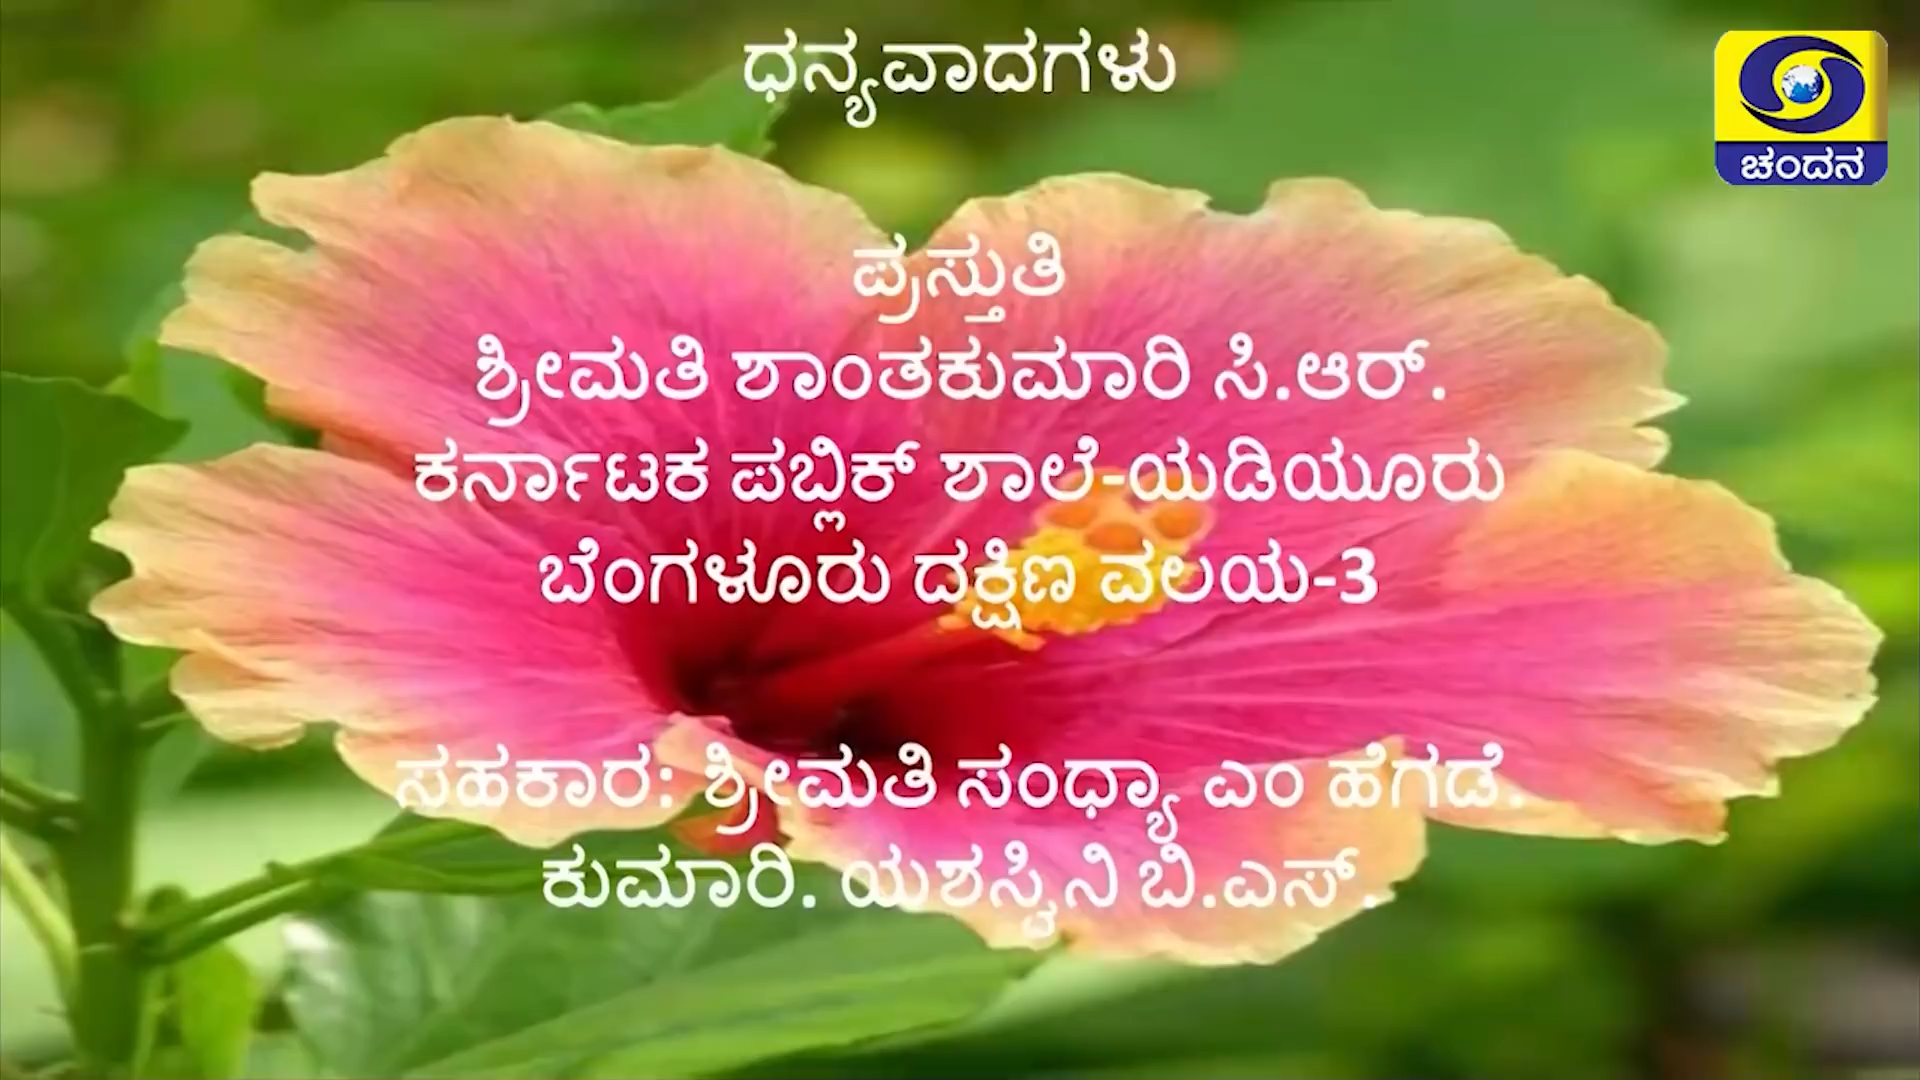 ಧನ್ಯವಾದಗಳು
ಚಂದನ
ಪ್ರಸ್ತುತಿ
ಶ್ರೀಮತಿ ಶಾಂತಕುಮಾರಿ ಸಿ.ಆರ್.
ಕರ್ನಾಟಕ ಪಬ್ಲಿಕ್ ಶಾಲೆ-ಯಡಿಯೂರು
ಬೆಂಗಳೂರು ದಕ್ಷಿಣ ವಲಯ-3
ಸಹಕಾರ: ಶ್ರೀಮತಿ ಸಂಧ್ಯಾ ಎಂ ಹೆಗಡೆ.
ಕುಮಾರಿ. ಯಶಸ್ವಿನಿ ಬಿ.ಎಸ್.